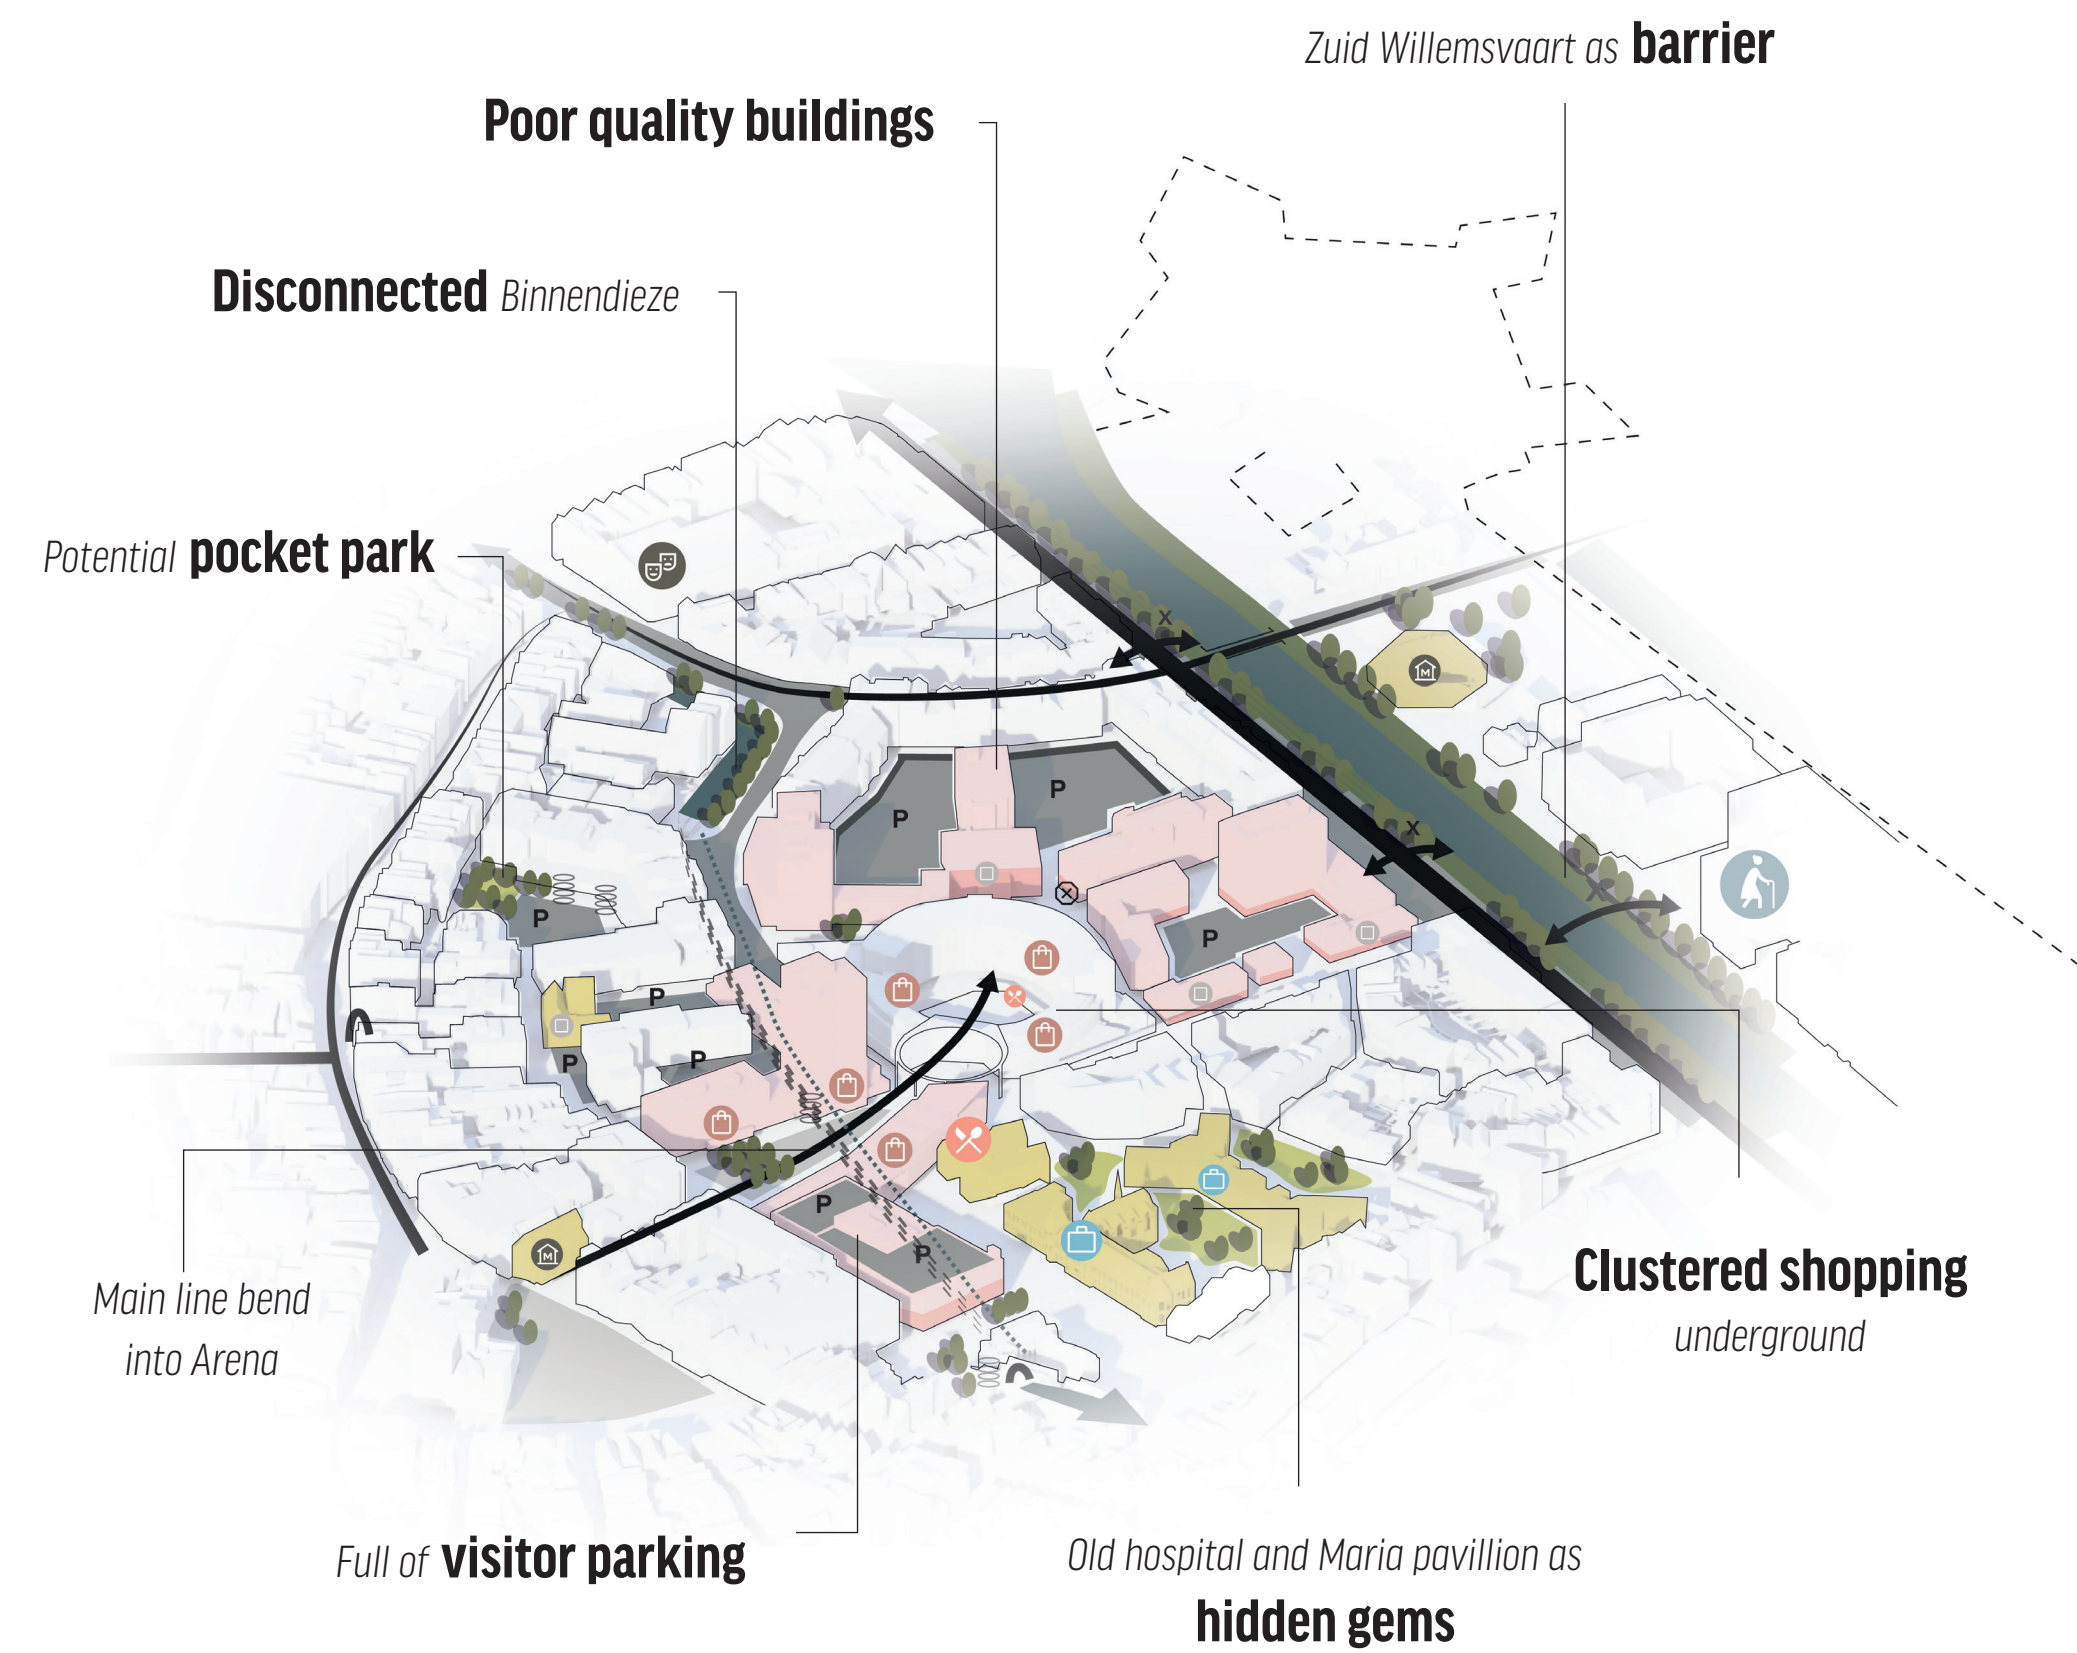 Zuid Willemsvaart as barrier
Poor quality buildings
Disconnected Binnendieze
Potential pocket park
X
M
P
P
X
P
X
P
P
P
P
P
P
M
Clustered shopping
underground
Main line bend
into Arena
Full of visitor parking
Old hospital and Maria pavillion as
hidden gems